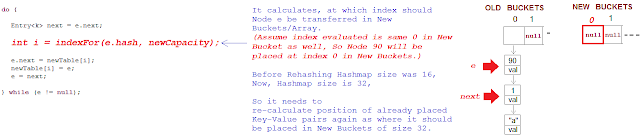 do {
Entry<k> next = e.next;
int i = indexFor(e.hash, newCapacity);
e.next = newTable[i];
newTable[i] = e;
e = next;
} while (e != null);
It calculates, at which index should
Node e be transferred in New
Bucket/Array.
(Assume index evaluated is same 0 in New
Bucket as well, So Node 90 will
be placed at index 0 in New Buckets.)
Before Rehashing Hashmap size was 16,
Now, Hashmap size is 32,
So it needs to
re-calculate position of already placed
Key-Value pairs again as where it should
be placed in New Buckets of size 32.
OLD BUCKETS
0 1
null
e
90
val
next
1
val
"a"
val
NEW BUCKETS
0 1
null null ---